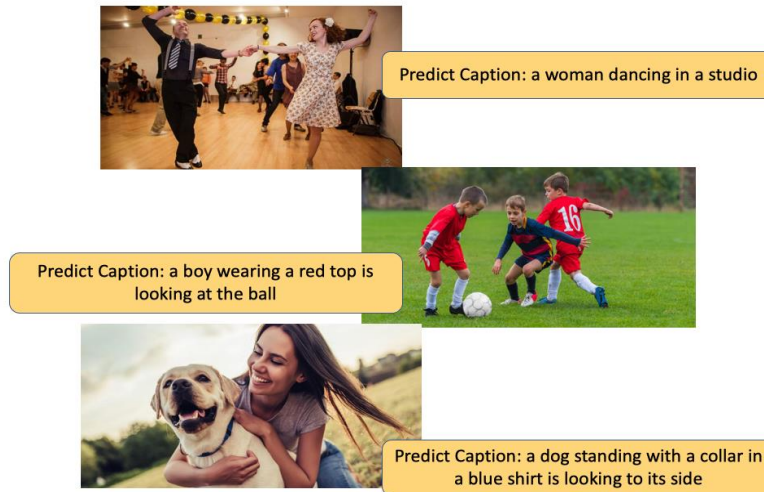 Predict Caption: a woman dancing in a studio
16
Predict Caption: a boy wearing a red top is
looking at the ball
Predict Caption: a dog standing with a collar in
a blue shirt is looking to its side